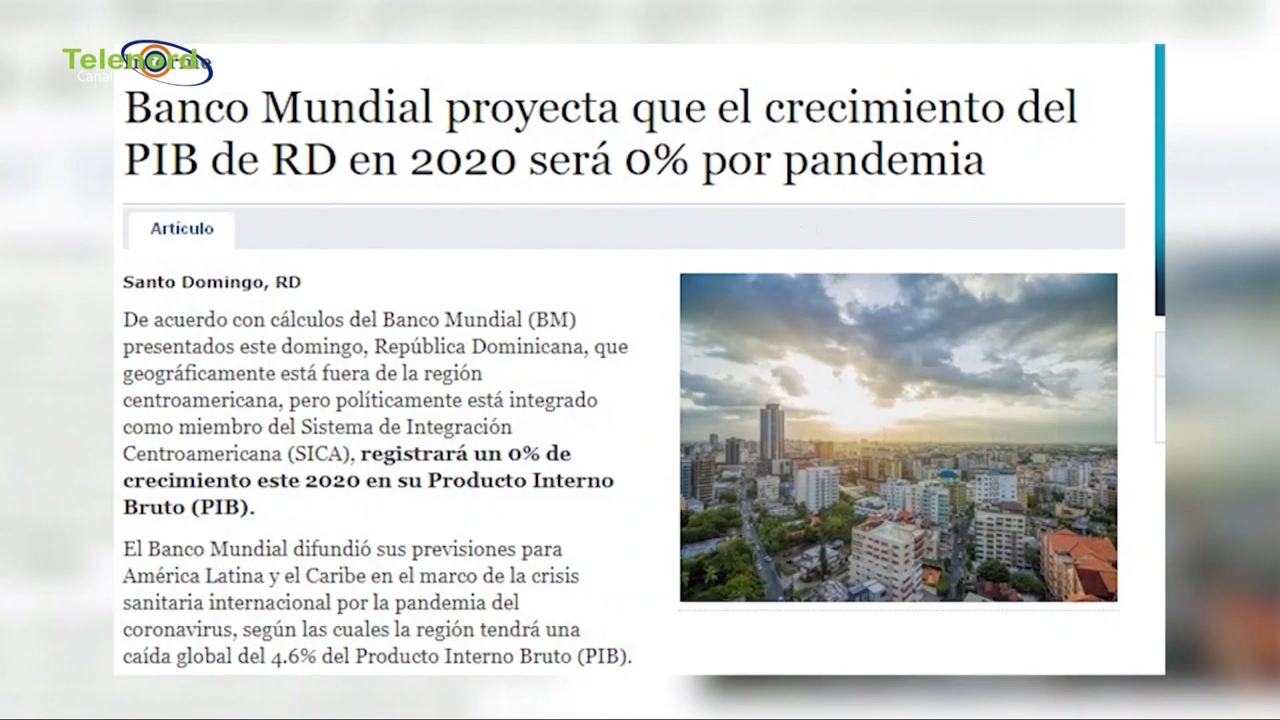 Telenord
Canal
Informe
Banco Mundial proyecta que el crecimiento del
PIB de RD en 2020 será 0% por pandemia
Artículo
Santo Domingo, RD
De acuerdo con cálculos del Banco Mundial (BM)
presentados este domingo, República Dominicana, que
geográficamente está fuera de la región
centroamericana, pero políticamente está integrado
como miembro del Sistema de Integración
Centroamericana (SICA), registrará un 0% de
crecimiento este 2020 en su Producto Interno
Bruto (PIB).
El Banco Mundial difundió sus previsiones para
América Latina y el Caribe en el marco de la crisis
sanitaria internacional por la pandemia del
coronavirus, según las cuales la región tendrá una
caída global del 4.6% del Producto Interno Bruto (PIB).